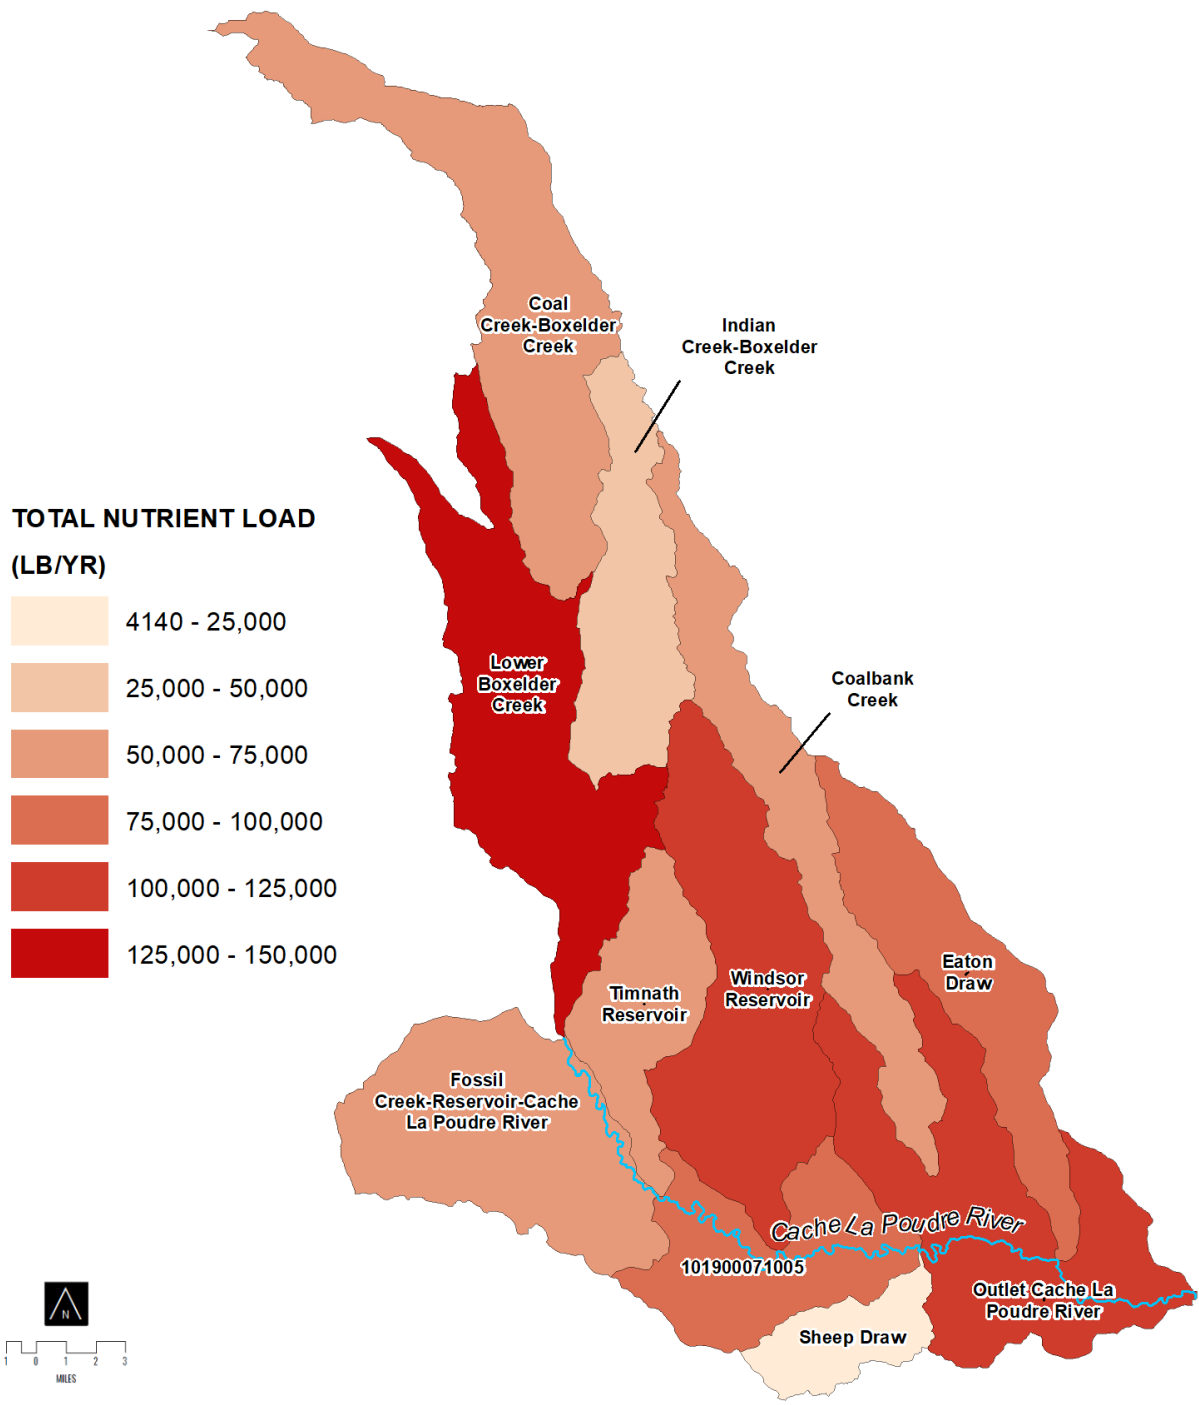 Coal
Creek-Boxelder
Creek
Indian
Creek-Boxelder
Creek
TOTAL NUTRIENT LOAD
(LB/YR)
4140 - 25,000
25,000 - 50,000
50,000 - 75,000
75,000 - 100,000
100,000 - 125,000
125,000 - 150,000
Lower
Boxelder
Creek
Coalbank
Creek
Eaton
Draw
Windsor
Reservoir
Timnath
Reservoir
Fossil
Creek-Reservoir-Cache
La Poudre River
Cache La Poudre River
101900071005
Outlet Cache La
Poudre River
Sheep Draw
N
1 0 1 2 3
MILES